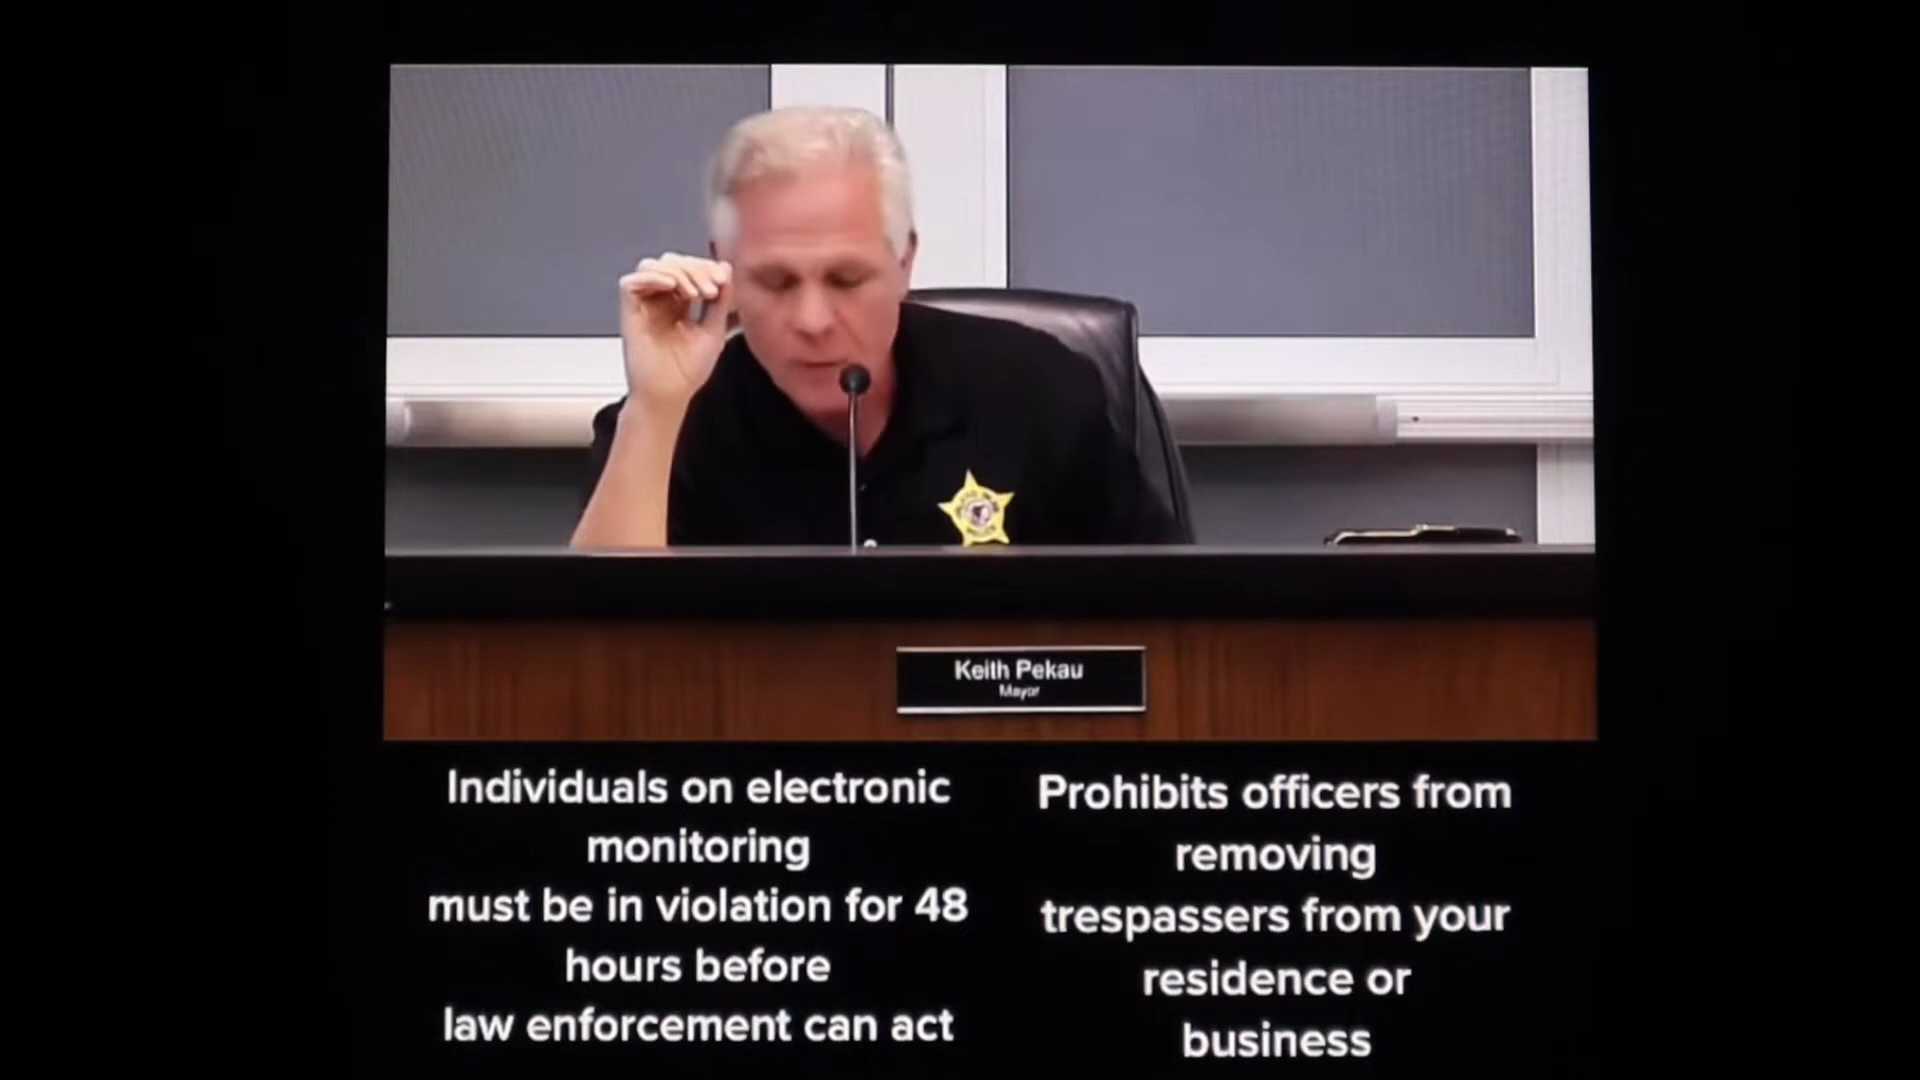 Keith Pekau
Mayor
Individuals on electronic
monitoring
must be in violation for 48
hours before
law enforcement can act
Prohibits officers from
removing
trespassers from your
residence or
business